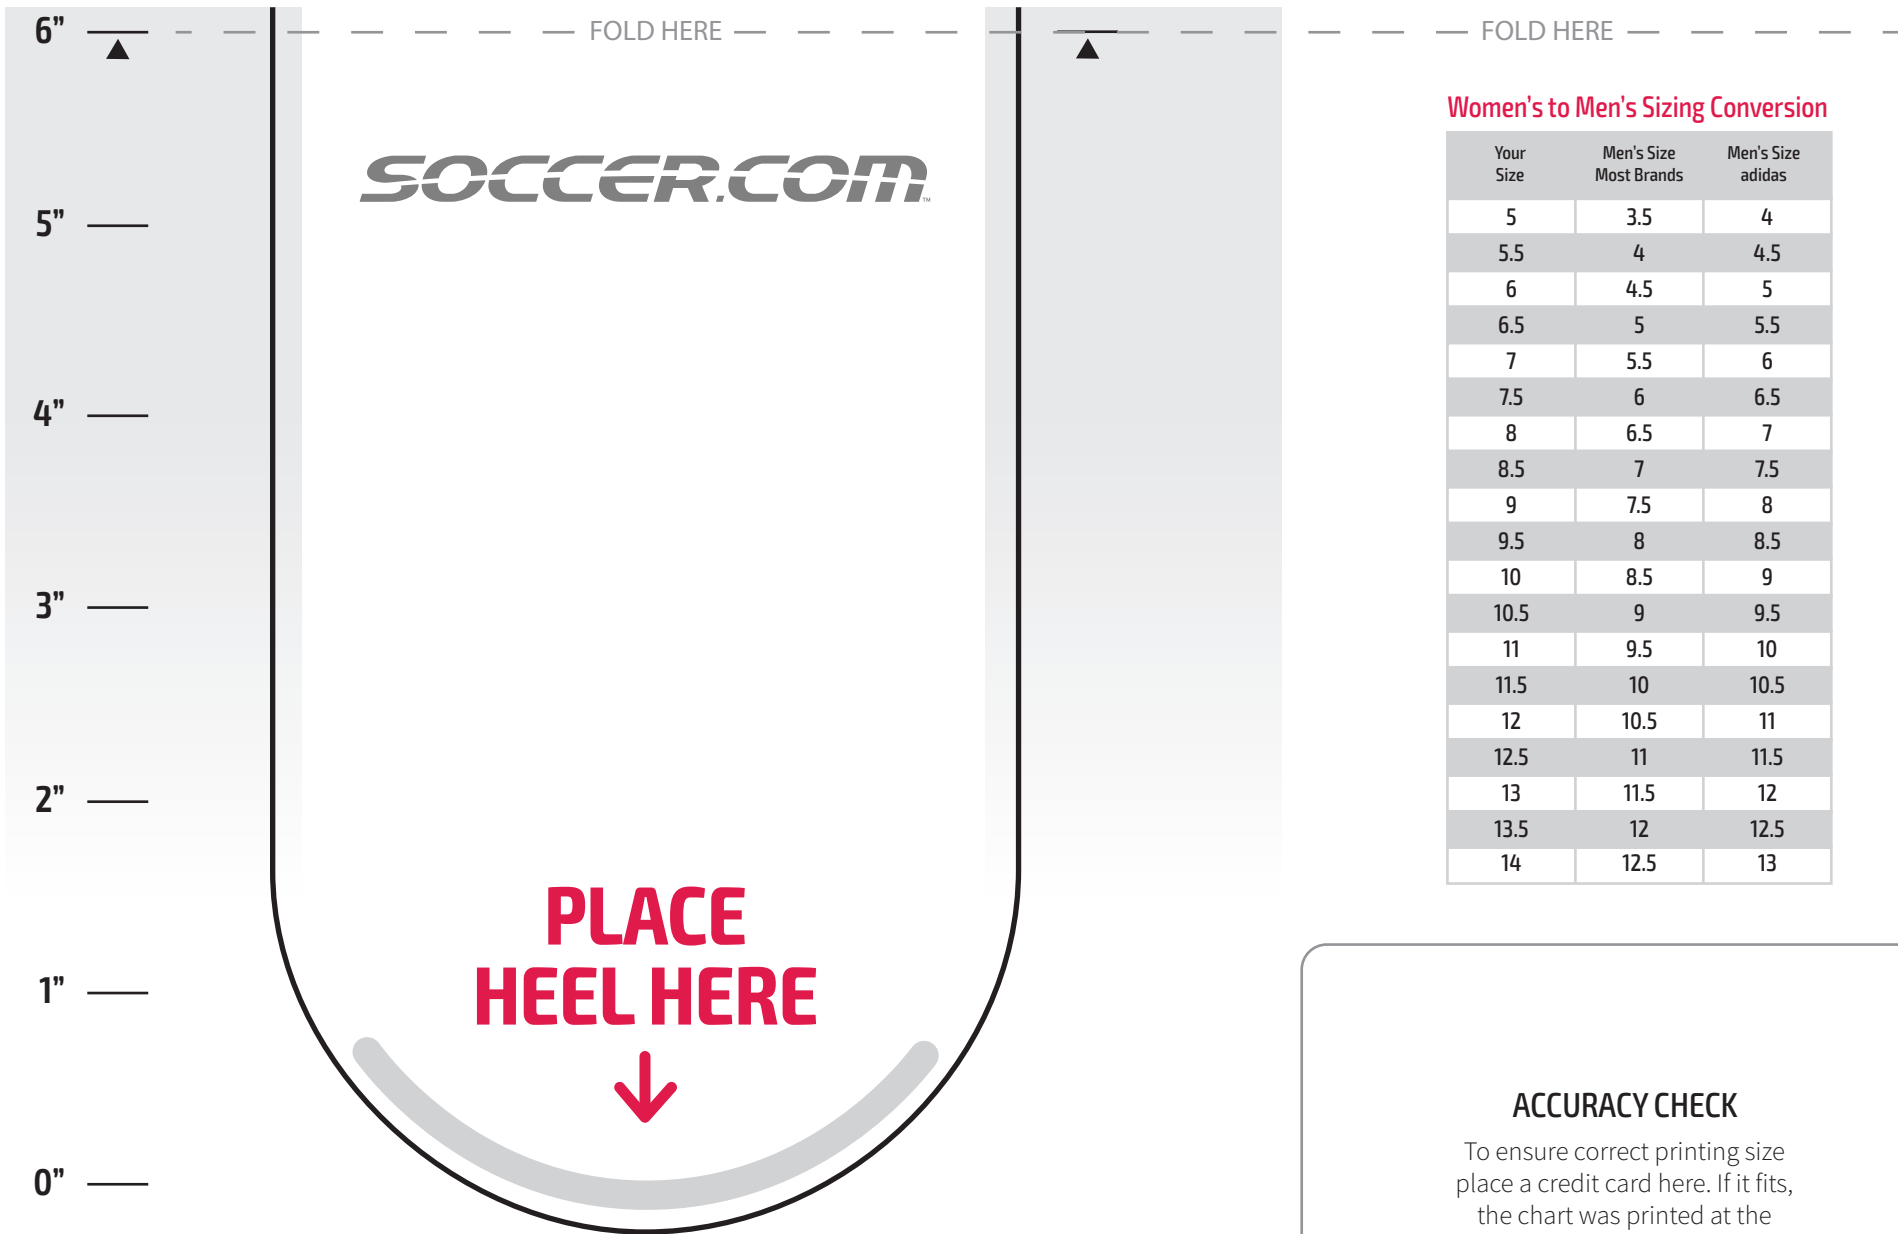 6” FOLD HERE FOLD HERE
SOCCER.COM™
5”
4”
3”
2”
1”
0”
PLACE
HEEL HERE
Women's to Men's Sizing Conversion
Your Size Men's Size Most Brands Men's Size adidas
5 3.5 4
5.5 4 4.5
6 4.5 5
6.5 5 5.5
7 5.5 6
7.5 6 6.5
8 6.5 7
8.5 7 7.5
9 7.5 8
9.5 8 8.5
10 8.5 9
10.5 9 9.5
11 9.5 10
11.5 10 10.5
12 10.5 11
12.5 11 11.5
13 11.5 12
13.5 12 12.5
14 12.5 13
ACCURACY CHECK
To ensure correct printing size
place a credit card here. If it fits,
the chart was printed at the